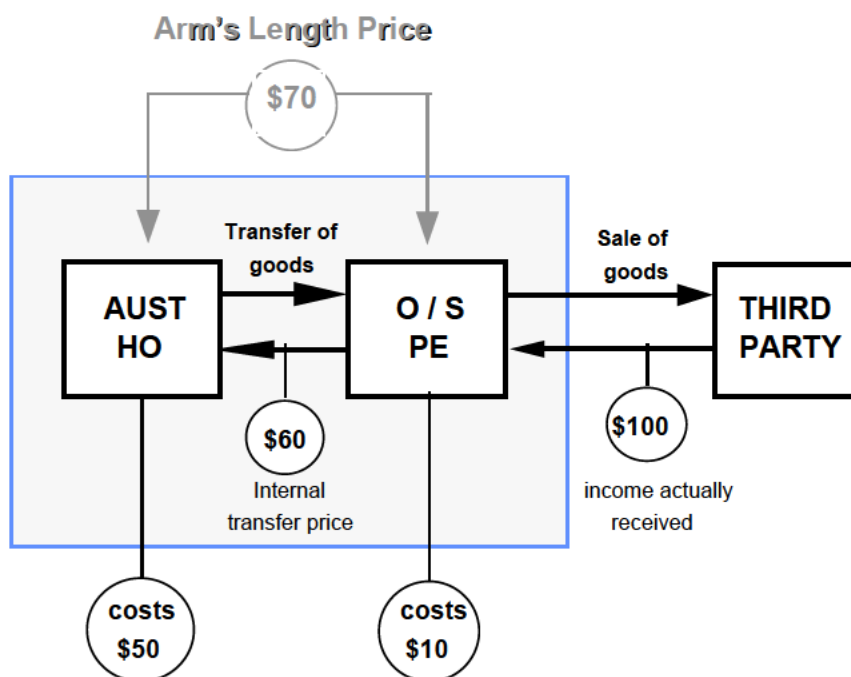 Arm's Length Price
$70
Transfer of
goods
Sale of
goods
AUST
HO
O / S
PE
THIRD
PARTY
$60
$100
Internal
transfer price
income actually
received
costs
$50
costs
$10